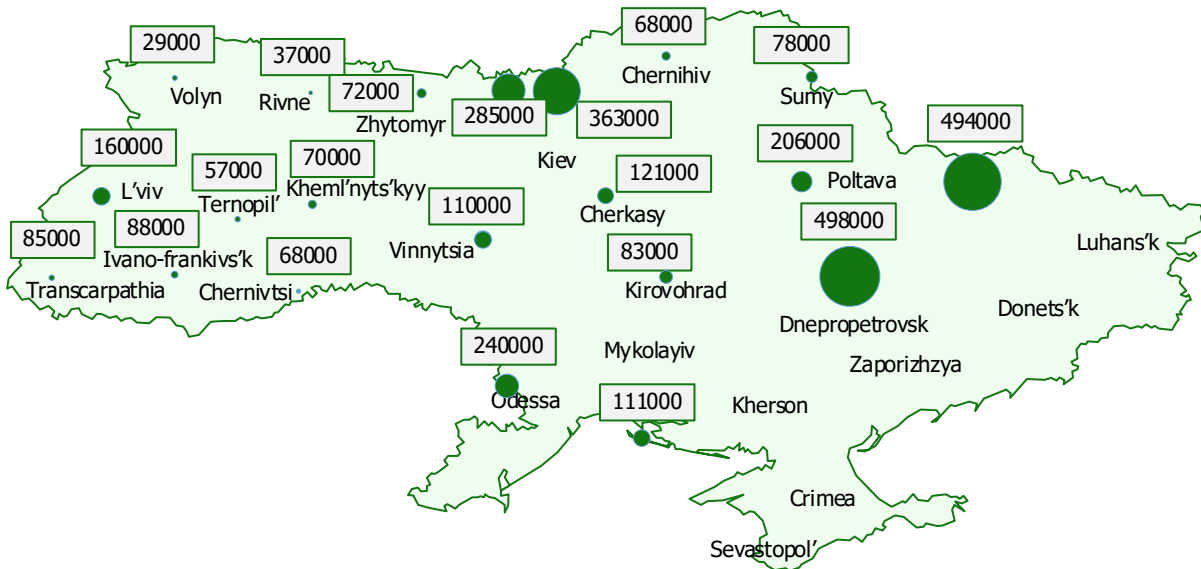 68000
29000
37000
78000
Chernihiv
Volyn
Rivne
72000
Sumy
Zhytomyr
285000
363000
494000
206000
160000
Kiev
70000
57000
121000
L'viv
Kheml'nyts'kyy
Poltava
Ternopil'
Cherkasy
110000
88000
498000
85000
Vinnytsia
Luhans'k
Ivano-frankivs'k
68000
83000
Transcarpathia
Chernivtsi
Kirovohrad
Donets'k
Dnepropetrovsk
240000
Mykolayiv
Zaporizhzya
Odessa
111000
Kherson
Crimea
Sevastopol'